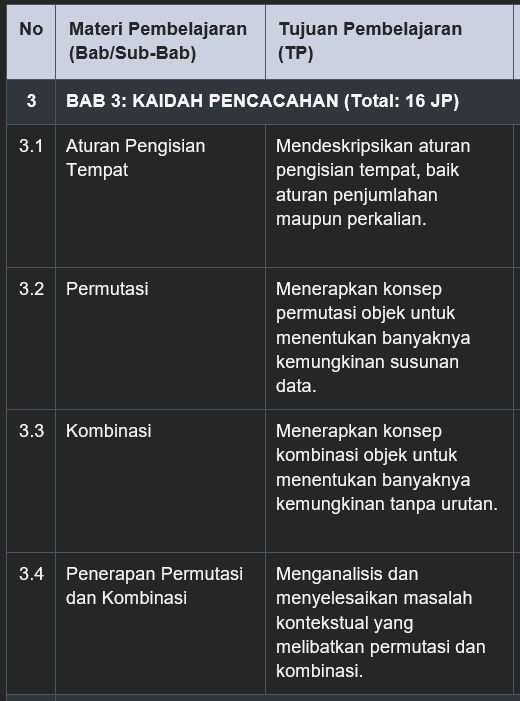 No
Materi Pembelajaran
(Bab/Sub-Bab)
Tujuan Pembelajaran
(TP)
3
BAB 3: KAIDAH PENCACAHAN (Total: 16 JP)
3.1
Aturan Pengisian
Tempat
Mendeskripsikan aturan
pengisian tempat, baik
aturan penjumlahan
maupun perkalian.
3.2
Permutasi
Menerapkan konsep
permutasi objek untuk
menentukan banyaknya
kemungkinan susunan
data.
3.3
Kombinasi
Menerapkan konsep
kombinasi objek untuk
menentukan banyaknya
kemungkinan tanpa urutan.
3.4
Penerapan Permutasi
dan Kombinasi
Menganalisis dan
menyelesaikan masalah
kontekstual yang
melibatkan permutasi dan
kombinasi.